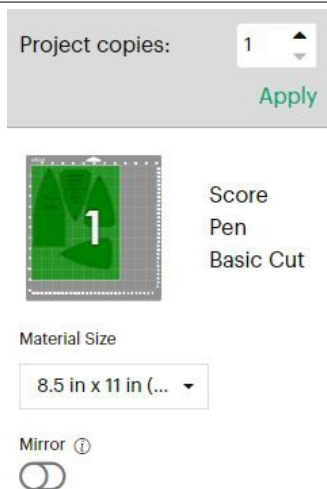 Project copies: 1
Apply
1
Score
Pen
Basic Cut
Material Size
8.5 in x 11 in (...
Mirror